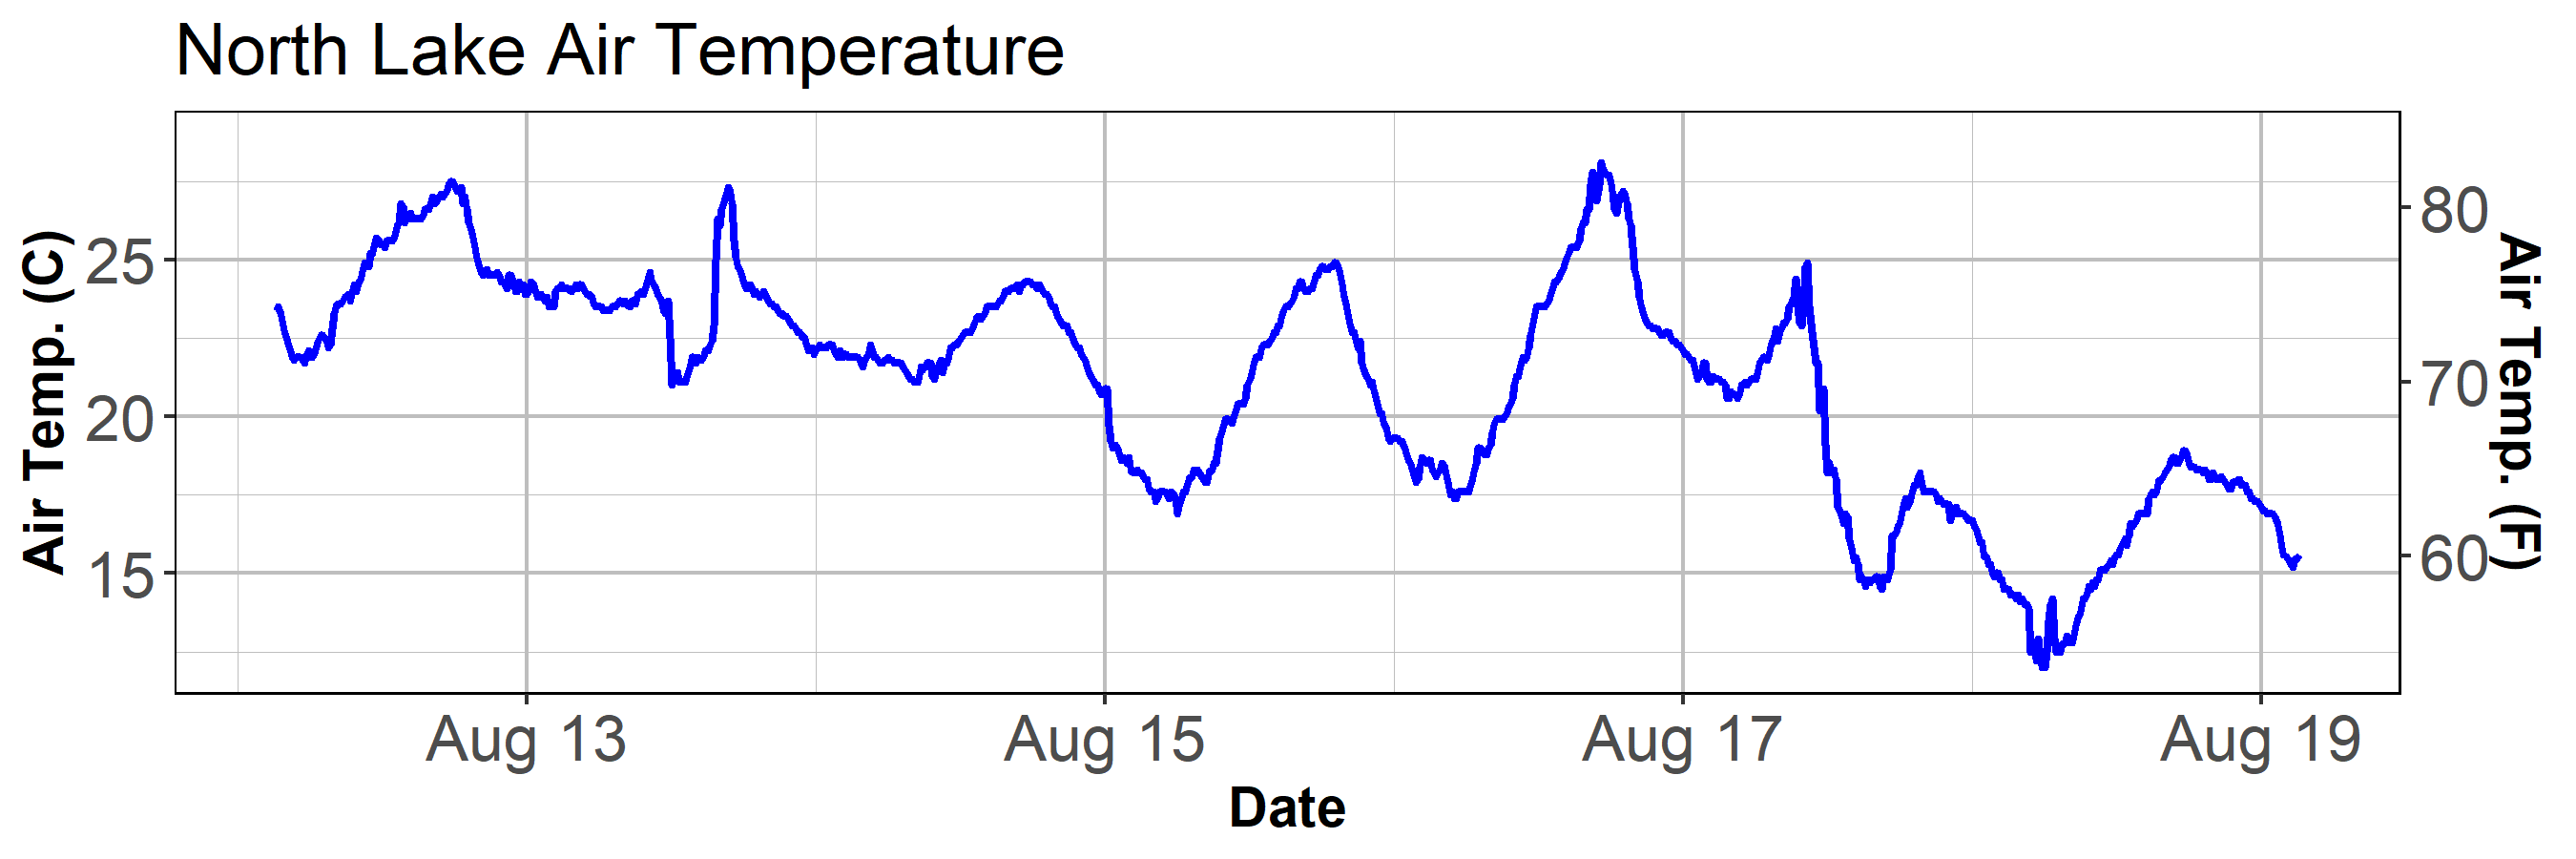 North Lake Air Temperature
Air Temp. (C)
25
20
15
80
70
60
Air Temp. (F)
Aug 13
Aug 15
Aug 17
Aug 19
Date